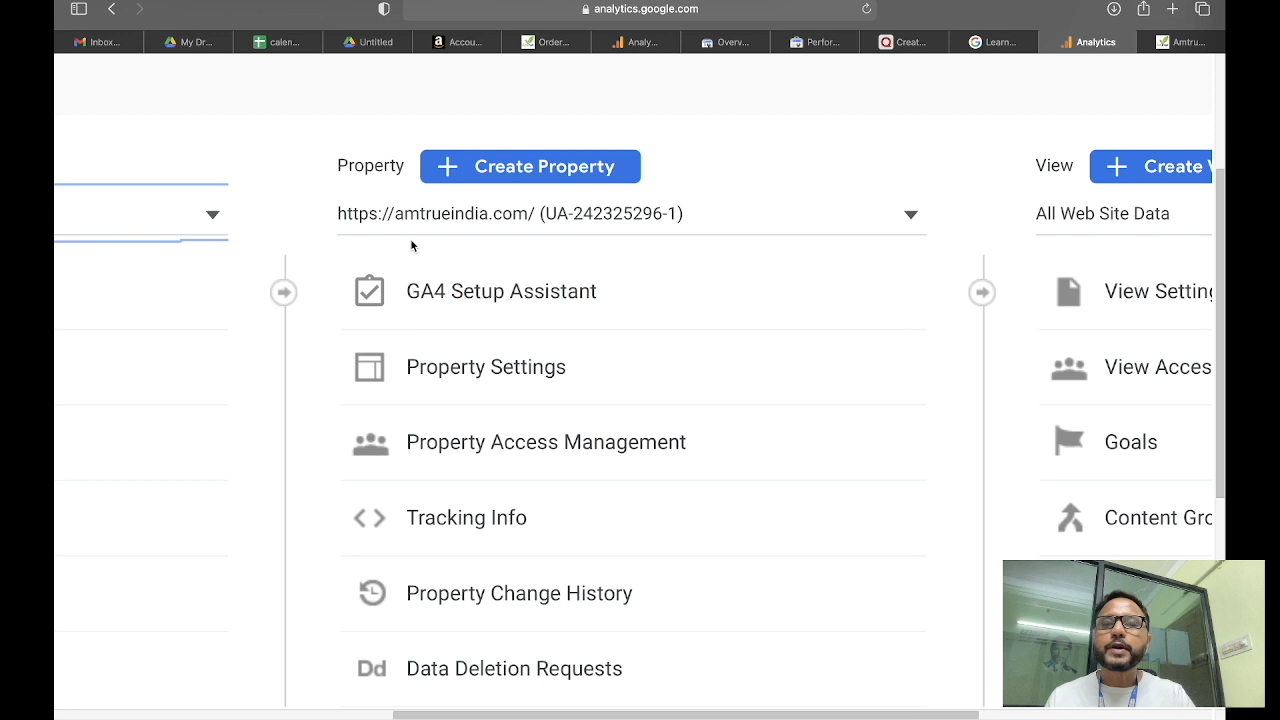 analytics.google.com
Inbox...
My Dr...
calen...
Untitled
Accou...
Order...
Analy...
Overv...
Perfor...
Creat...
Learn...
Analytics
Amtru...
Property
Create Property
View
Create
https://amtrueindia.com/ (UA-242325296-1)
All Web Site Data
GA4 Setup Assistant
View Setting
Property Settings
View Acces
Property Access Management
Goals
Tracking Info
Content Gro
Property Change History
Dd
Data Deletion Requests